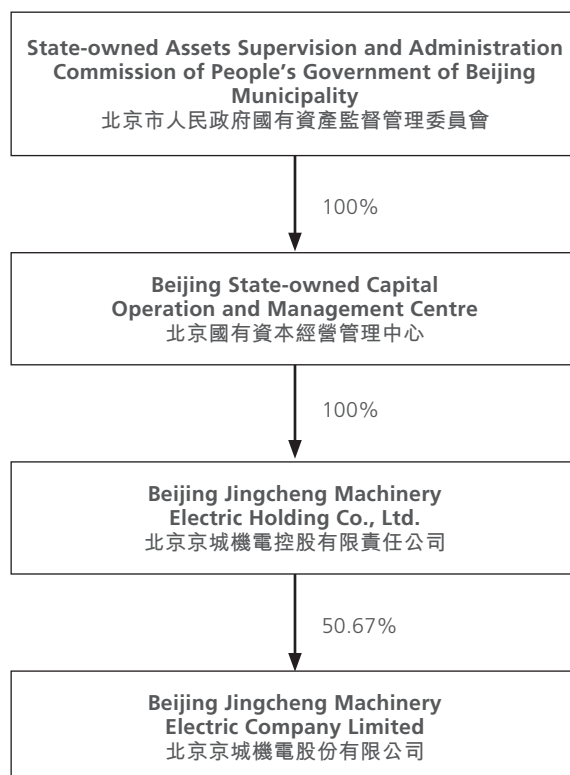 State-owned Assets Supervision and Administration
Commission of People's Government of Beijing
Municipality
北京市人民政府國有資產監督管理委員會
100%
Beijing State-owned Capital
Operation and Management Centre
北京國有資本經營管理中心
100%
Beijing Jingcheng Machinery
Electric Holding Co., Ltd.
北京京城機電控股有限責任公司
50.67%
Beijing Jingcheng Machinery
Electric Company Limited
北京京城機電股份有限公司